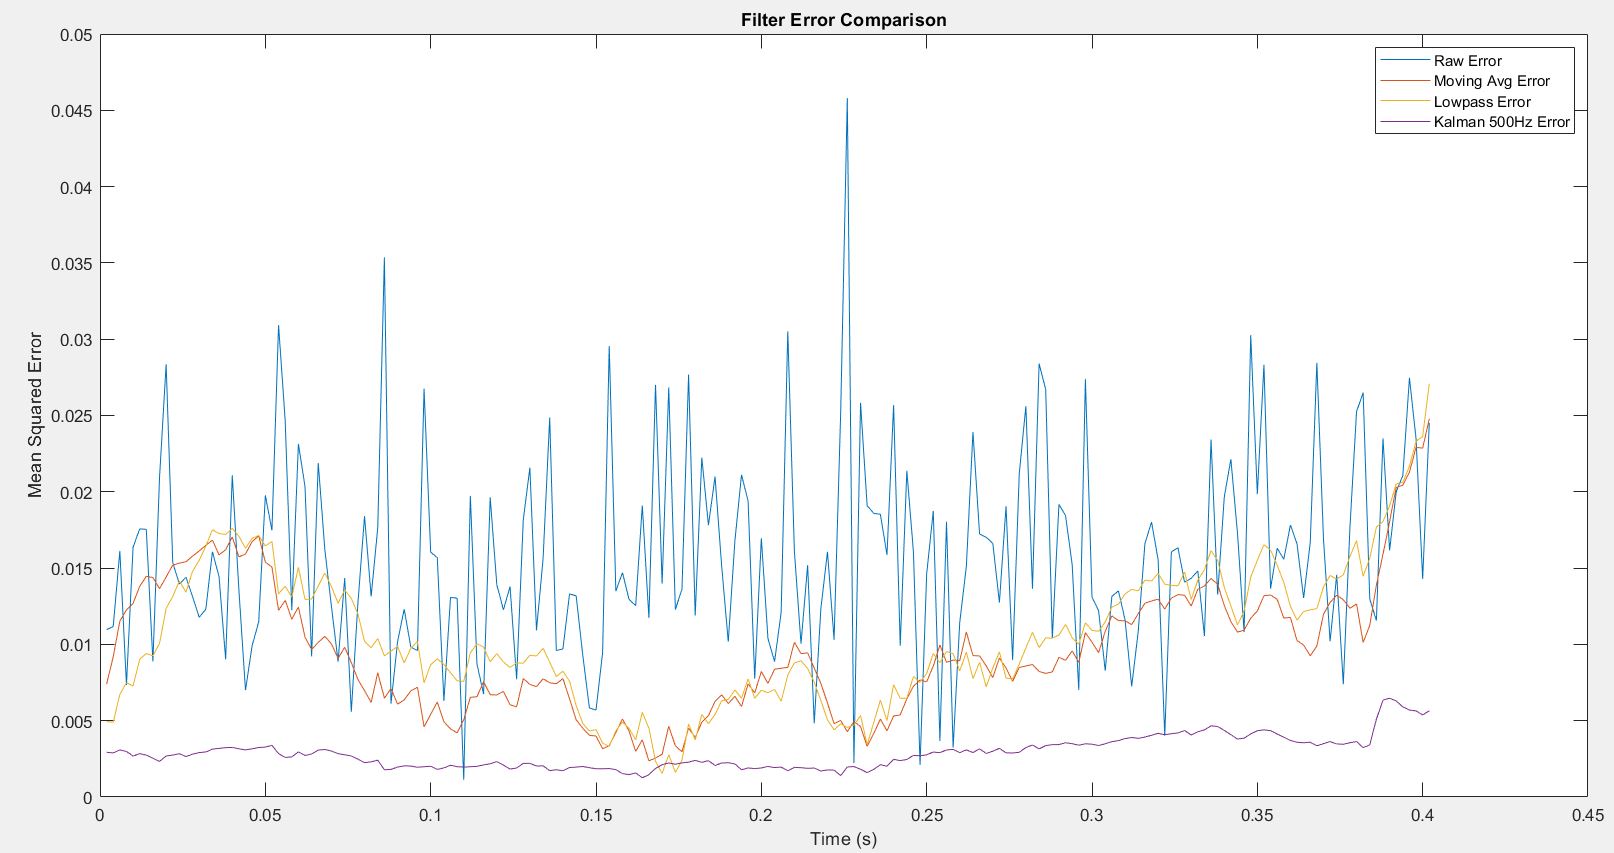 Filter Error Comparison
0.05
0.045
0.04
0.035
0.03
0.025
0.02
0.015
0.01
0.005
0
Mean Squared Error
Raw Error
Moving Avg Error
Lowpass Error
Kalman 500Hz Error
0 0.05 0.1 0.15 0.2 0.25 0.3 0.35 0.4 0.45
Time (s)